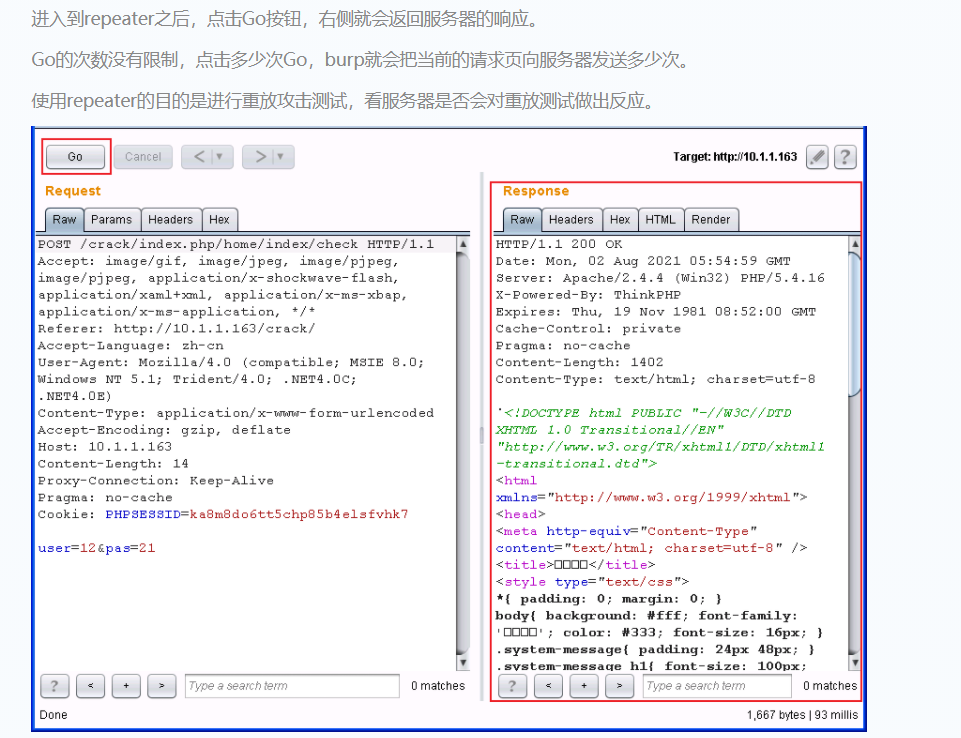 进入到repeater之后，点击Go按钮，右侧就会返回服务器的响应。
Go的次数没有限制，点击多少次Go，burp就会把当前的请求页向服务器发送多少次。
使用repeater的目的是进行重放攻击测试，看服务器是否会对重放测试做出反应。
Go Cancel < > Target: http://10.1.1.163 ?
Request
Raw Params Headers Hex
POST /crack/index.php/home/index/check HTTP/1.1
Accept: image/gif, image/jpeg, image/pjpeg,
image/pjpeg, application/x-shockwave-flash,
application/xaml+xml, application/x-ms-xbap,
application/x-ms-application, */*
Referer: http://10.1.1.163/crack/
Accept-Language: zh-cn
User-Agent: Mozilla/4.0 (compatible; MSIE 8.0;
Windows NT 5.1; Trident/4.0; .NET4.0C;
.NET4.0E)
Content-Type: application/x-www-form-urlencoded
Accept-Encoding: gzip, deflate
Host: 10.1.1.163
Content-Length: 14
Proxy-Connection: Keep-Alive
Pragma: no-cache
Cookie: PHPSESSID=ka8m8do6tt5chp85b4elsfvhk7
user=12&pas=21
? < + > Type a search term 0 matches
Response
Raw Headers Hex HTML Render
HTTP/1.1 200 OK
Date: Mon, 02 Aug 2021 05:54:59 GMT
Server: Apache/2.4.4 (Win32) PHP/5.4.16
X-Powered-By: ThinkPHP
Expires: Thu, 19 Nov 1981 08:52:00 GMT
Cache-Control: private
Pragma: no-cache
Content-Length: 1402
Content-Type: text/html; charset=utf-8
'<!DOCTYPE html PUBLIC "-//W3C//DTD
XHTML 1.0 Transitional//EN"
"http://www.w3.org/TR/xhtml1/DTD/xhtml1
-transitional.dtd">
<html
xmlns="http://www.w3.org/1999/xhtml">
<head>
<meta http-equiv="Content-Type"
content="text/html; charset=utf-8" />
<title>□□□□</title>
<style type="text/css">
*{ padding: 0; margin: 0; }
body{ background: #fff; font-family:
'□□□□'; color: #333; font-size: 16px; }
.system-message{ padding: 24px 48px; }
.system-message h1{ font-size: 100px;
? < + > Type a search term 0 matches
Done 1,667 bytes | 93 millis